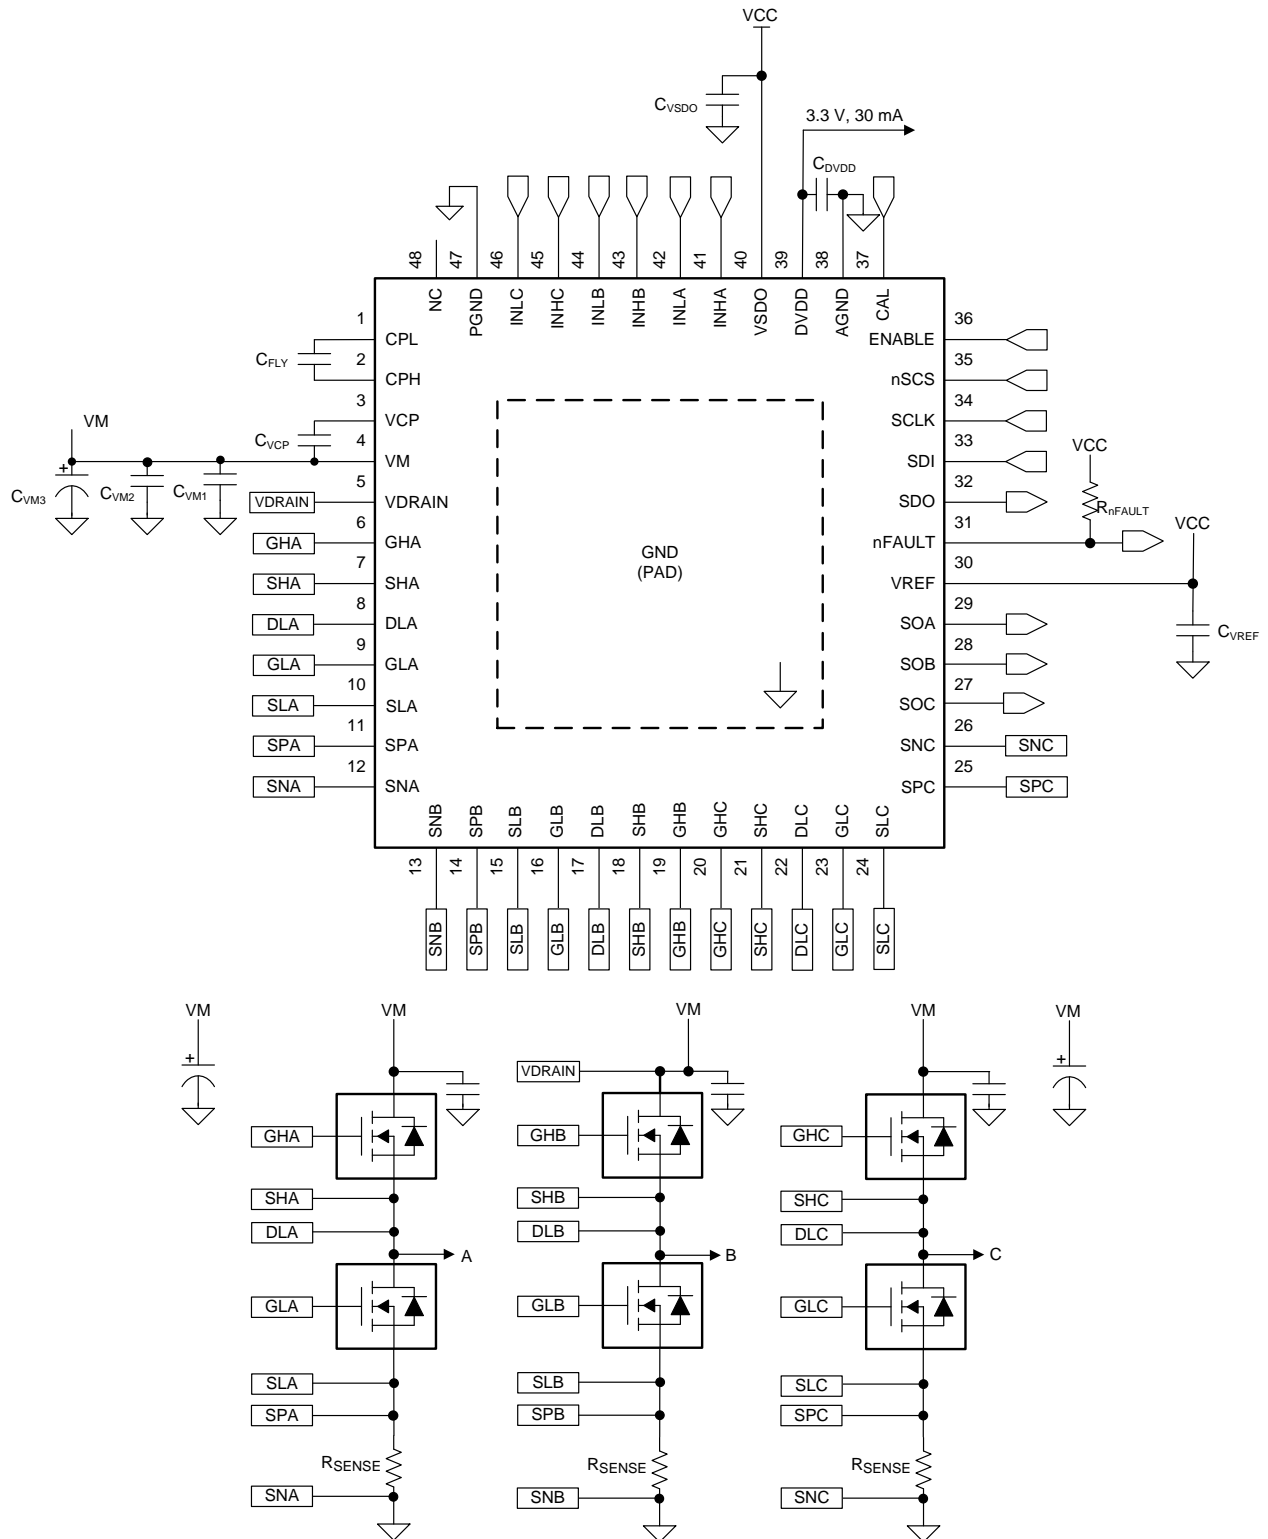 VCC
CVSDO
3.3 V, 30 mA
CDVDD
48 47 46 45 44 43 42 41 40 39 38 37
NC PGND INLC INHC INLB INHB INLA INHA VSDO DVDD AGND CAL
1 CPL
CFLY
2 CPH
3 VCP
CVCP
VM
4 VM
CVM3 CVM2 CVM1
5 VDRAIN VDRAIN
6 GHA GHA
7 SHA SHA
8 DLA DLA
9 GLA GLA
10 SLA SLA
11 SPA SPA
12 SNA SNA
36 ENABLE
35 nSCS
34 SCLK
33 SDI
VCC
32 SDO
RnFAULT
31 nFAULT
VCC
30 VREF
29 SOA
CVREF
28 SOB
27 SOC
26 SNC SNC
25 SPC SPC
GND
(PAD)
SNB SPB SLB GLB DLB SHB GHB GHC SHC DLC GLC SLC
13 14 15 16 17 18 19 20 21 22 23 24
SNB SPB SLB GLB DLB SHB GHB GHC SHC DLC GLC SLC
VM VM VM VM VM
+ VDRAIN +
GHA GHB GHC
SHA SHB SHC
DLA DLB DLC
A B C
GLA GLB GLC
SLA SLB SLC
SPA SPB SPC
RSENSE RSENSE RSENSE
SNA SNB SNC